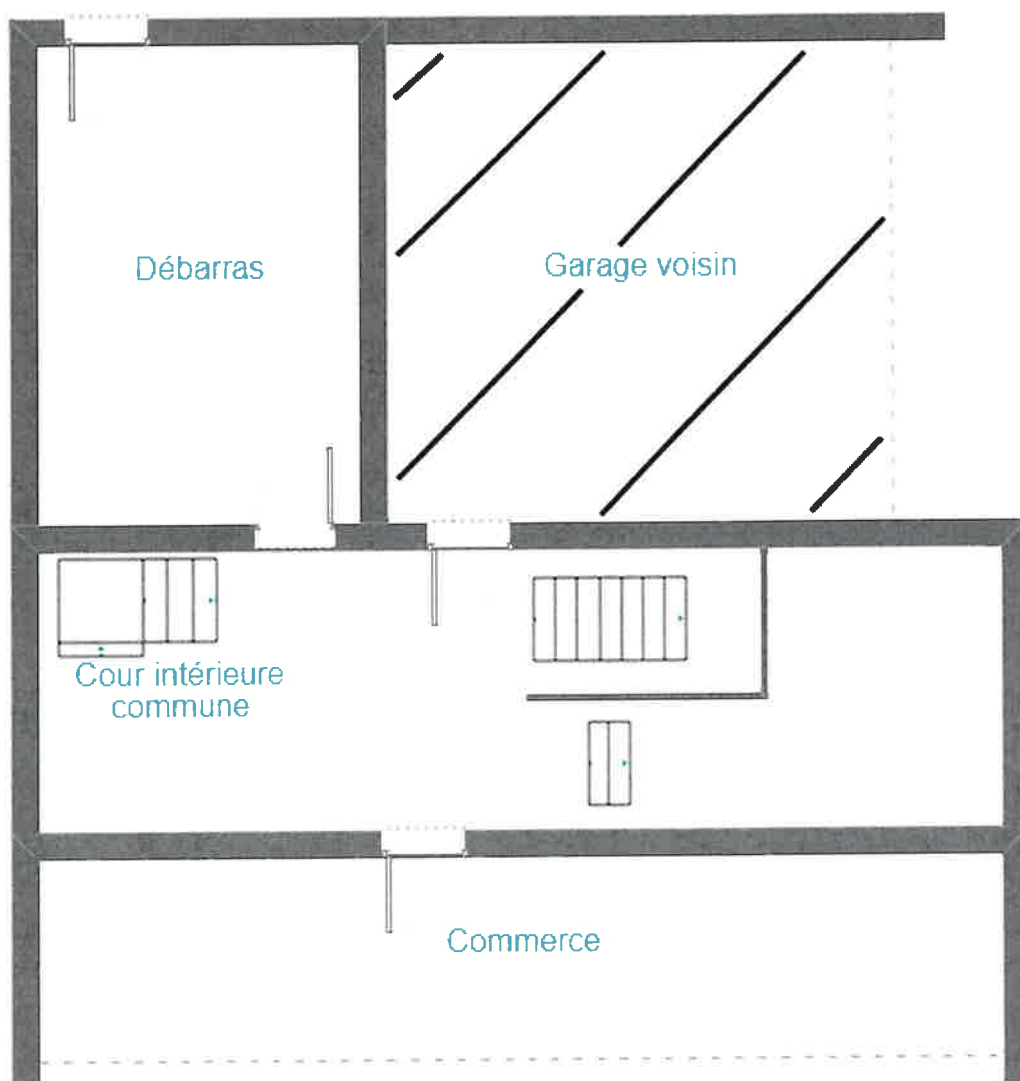 Débarras
Garage voisin
Cour intérieure
commune
Commerce